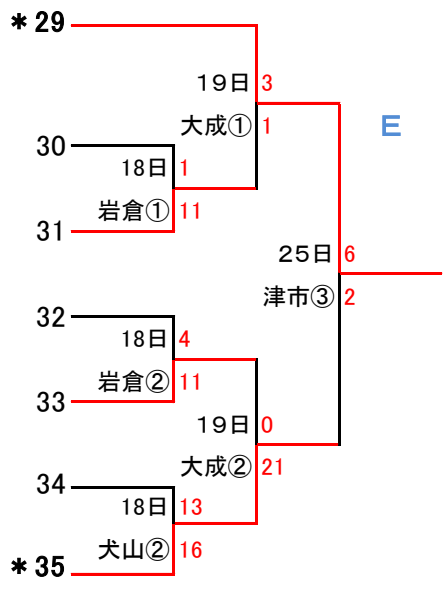 *29
19日 3
大成① 1
E
30
18日 1
岩倉① 11
31
25日 6
津市③ 2
32
18日 4
岩倉② 11
33
19日 0
大成② 21
34
18日 13
犬山② 16
*35